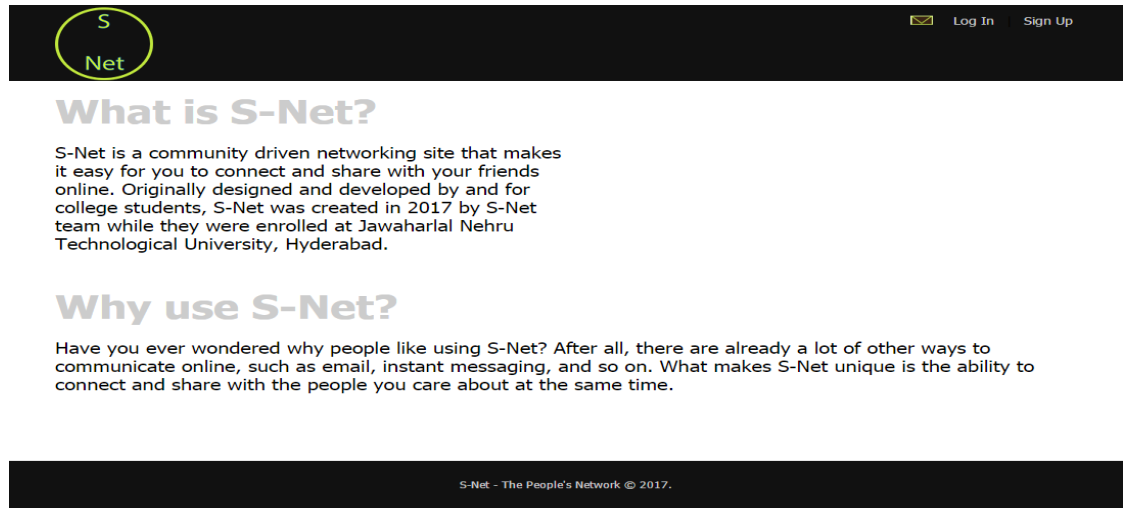 S
Net
Log In
Sign Up
What is S-Net?
S-Net is a community driven networking site that makes
it easy for you to connect and share with your friends
online. Originally designed and developed by and for
college students, S-Net was created in 2017 by S-Net
team while they were enrolled at Jawaharlal Nehru
Technological University, Hyderabad.
Why use S-Net?
Have you ever wondered why people like using S-Net? After all, there are already a lot of other ways to
communicate online, such as email, instant messaging, and so on. What makes S-Net unique is the ability to
connect and share with the people you care about at the same time.
S-Net - The People's Network © 2017.